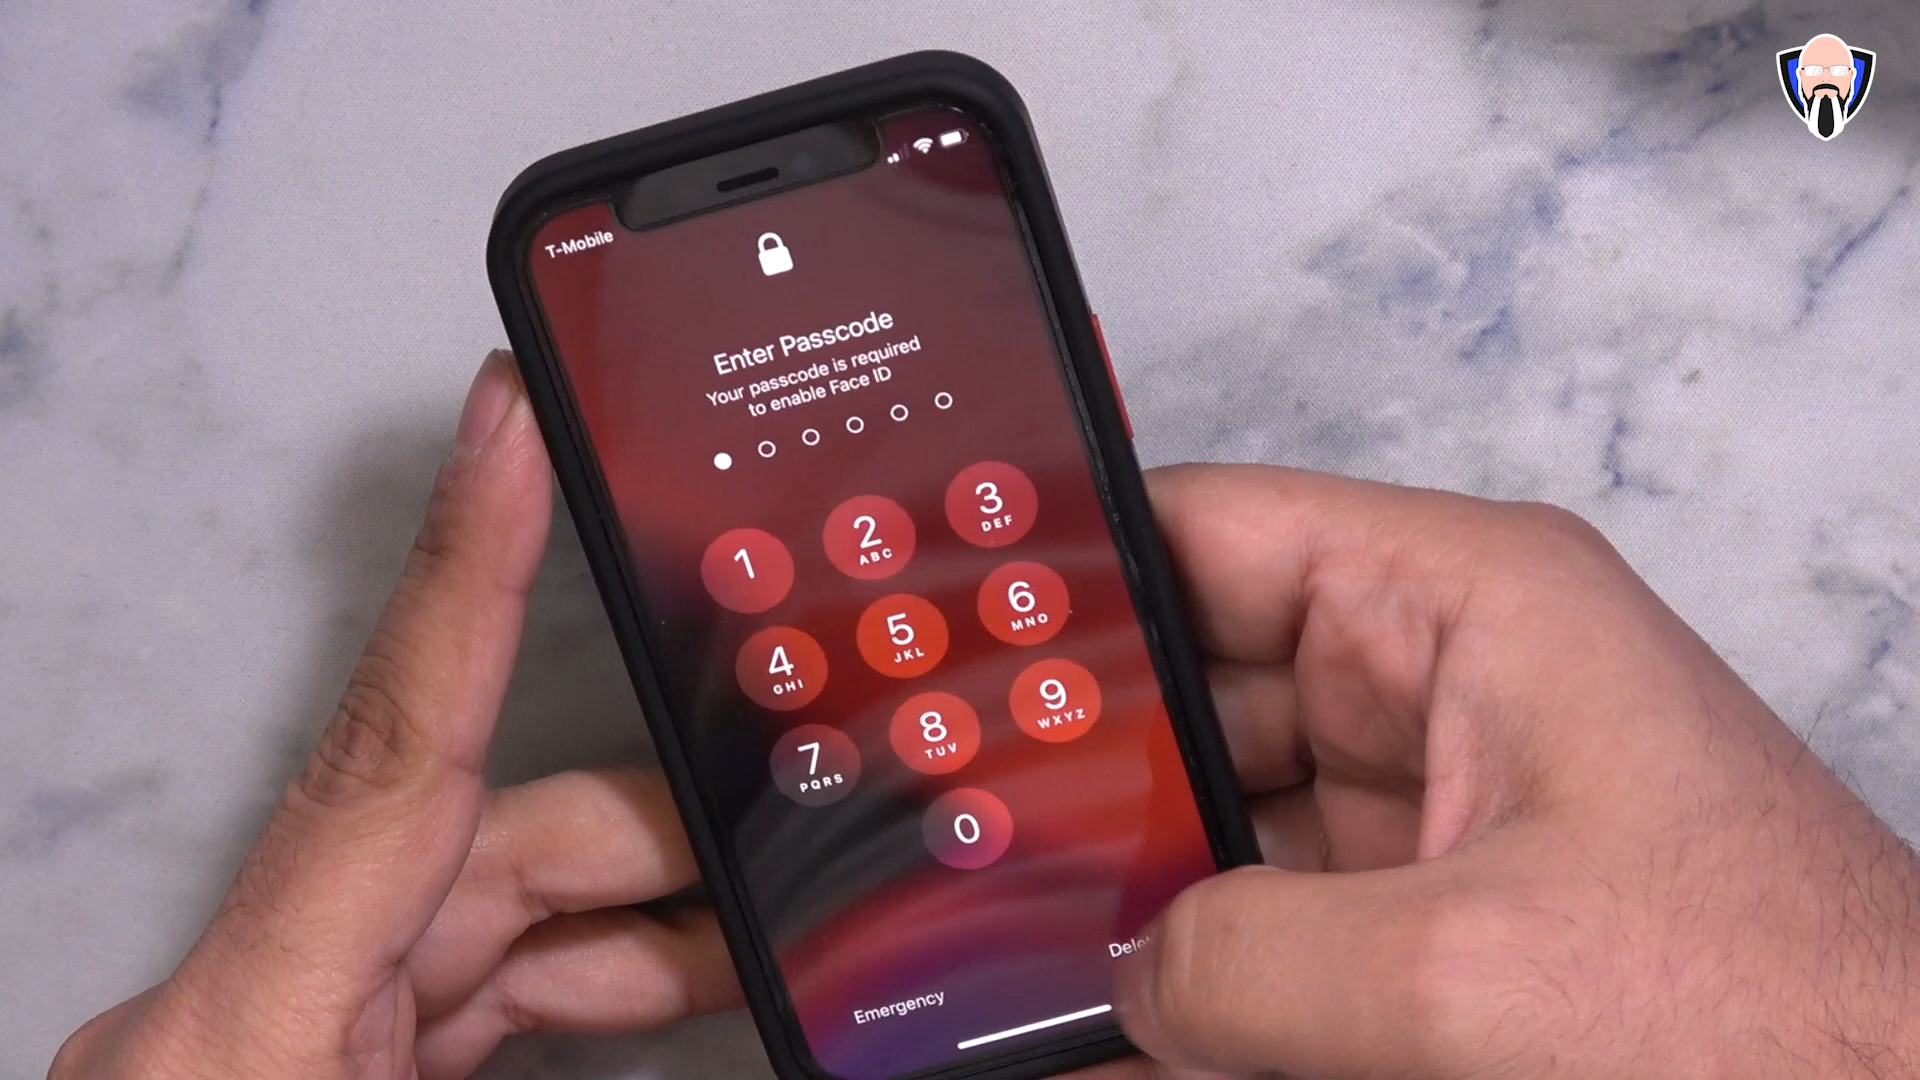 T-Mobile
Enter Passcode
Your passcode is required
to enable Face ID
1
2
ABC
3
DEF
4
GHI
5
JKL
6
MNO
7
PQRS
8
TUV
9
WXYZ
0
Emergency